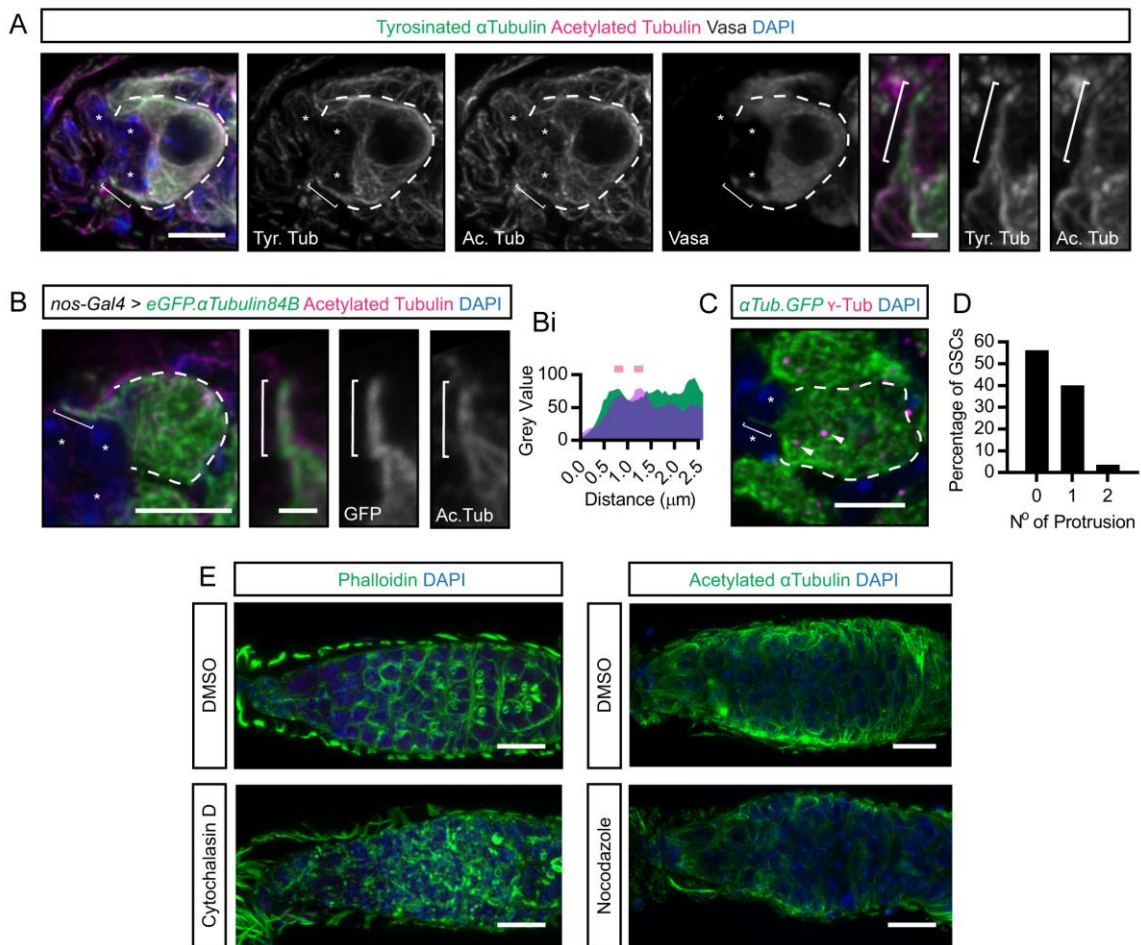 A
Tyrosinated αTubulin Acetylated Tubulin Vasa DAPI
* * *
Tyr. Tub
* * *
Ac. Tub
* * *
Vasa
* * *
Tyr. Tub
Ac. Tub
B
nos-Gal4 > eGFP.αTubulin84B Acetylated Tubulin DAPI
* * *
GFP
Ac.Tub
Bi
Grey Value
100
50
0
0.0 0.5 1.0 1.5 2.0 2.5
Distance (μm)
C
αTub.GFP γ-Tub DAPI
* *
D
Percentage of GSCs
60
50
40
30
20
10
0
0 1 2
Nº of Protrusion
E
Phalloidin DAPI
Acetylated αTubulin DAPI
DMSO
DMSO
Cytochalasin D
Nocodazole